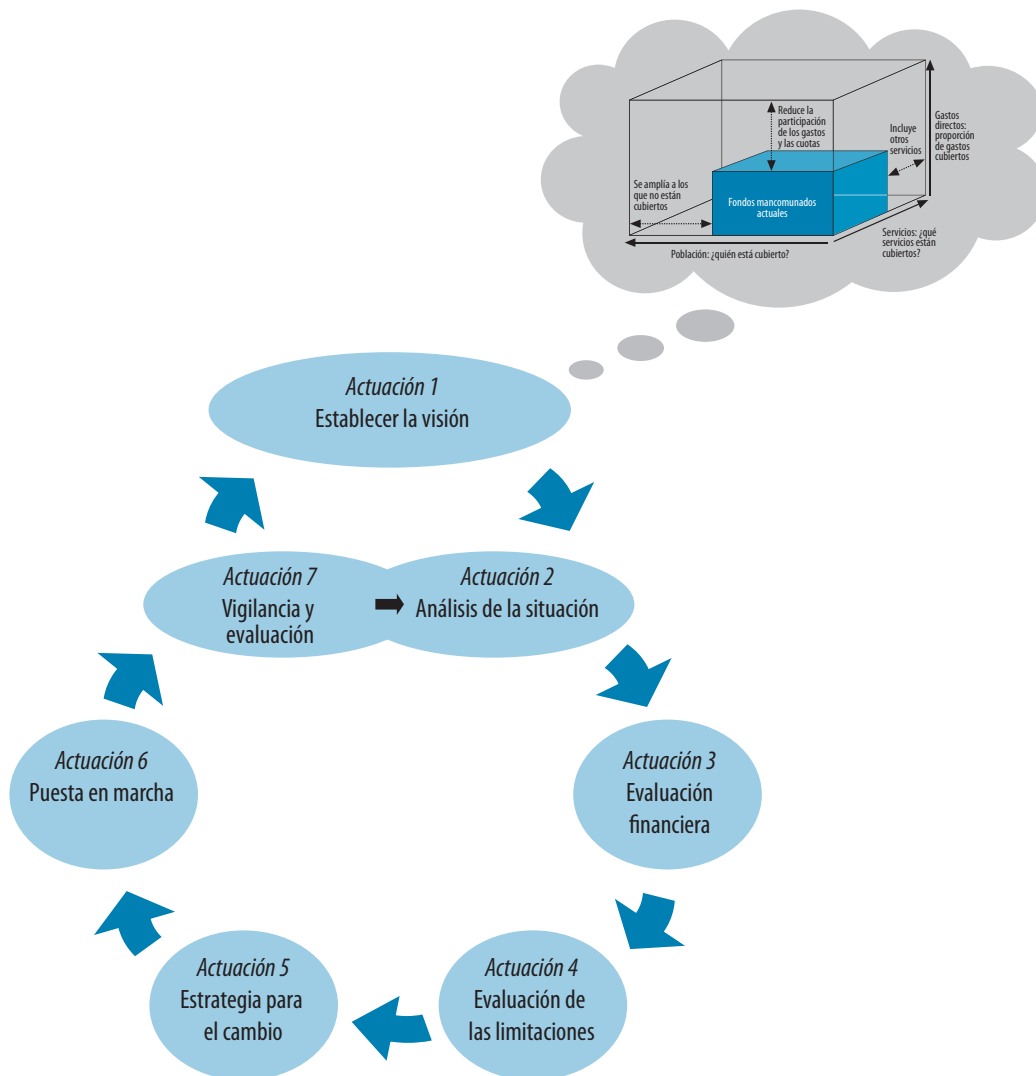 Reduce la
participación
de los gastos
y las cuotas
Incluye
otros
servicios
Gastos
directos:
proporción
de gastos
cubiertos
Se amplía a los
que no están
cubiertos
Fondos mancomunados
actuales
Servicios: ¿qué
servicios están
cubiertos?
Población: ¿quién está cubierto?
Actuación 1
Establecer la visión
Actuación 7
Vigilancia y
evaluación
Actuación 2
Análisis de la situación
Actuación 6
Puesta en marcha
Actuación 3
Evaluación
financiera
Actuación 5
Estrategia para
el cambio
Actuación 4
Evaluación de
las limitaciones